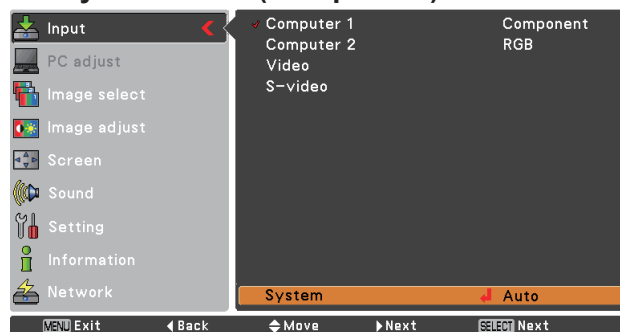 Input
PC adjust
Image select
Image adjust
Screen
Sound
Setting
Information
Network
Computer 1 Component
Computer 2 RGB
Video
S-video
System Auto
MENU Exit Back Move Next SELECT Next